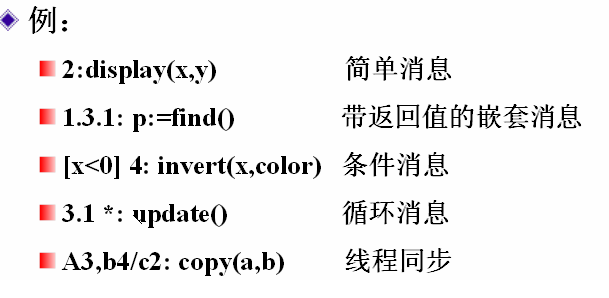 例：
2:display(x,y) 简单消息
1.3.1: p:=find() 带返回值的嵌套消息
[x<0] 4: invert(x,color) 条件消息
3.1 *: update() 循环消息
A3,b4/c2: copy(a,b) 线程同步